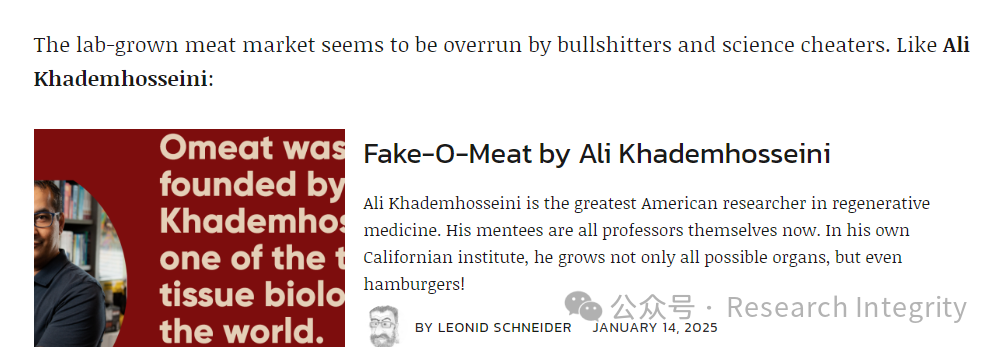 The lab-grown meat market seems to be overrun by bullshitters and science cheaters. Like Ali
Khademhosseini:
Omeat was
founded by
Khademhos
one of the t
tissue biolo
the world.
Fake-O-Meat by Ali Khademhosseini
Ali Khademhosseini is the greatest American researcher in regenerative
medicine. His mentees are all professors themselves now. In his own
Californian institute, he grows not only all possible organs, but even
hamburgers!
BY LEONID SCHNEIDER JANUARY 14, 2025
公众号 · Research Integrity